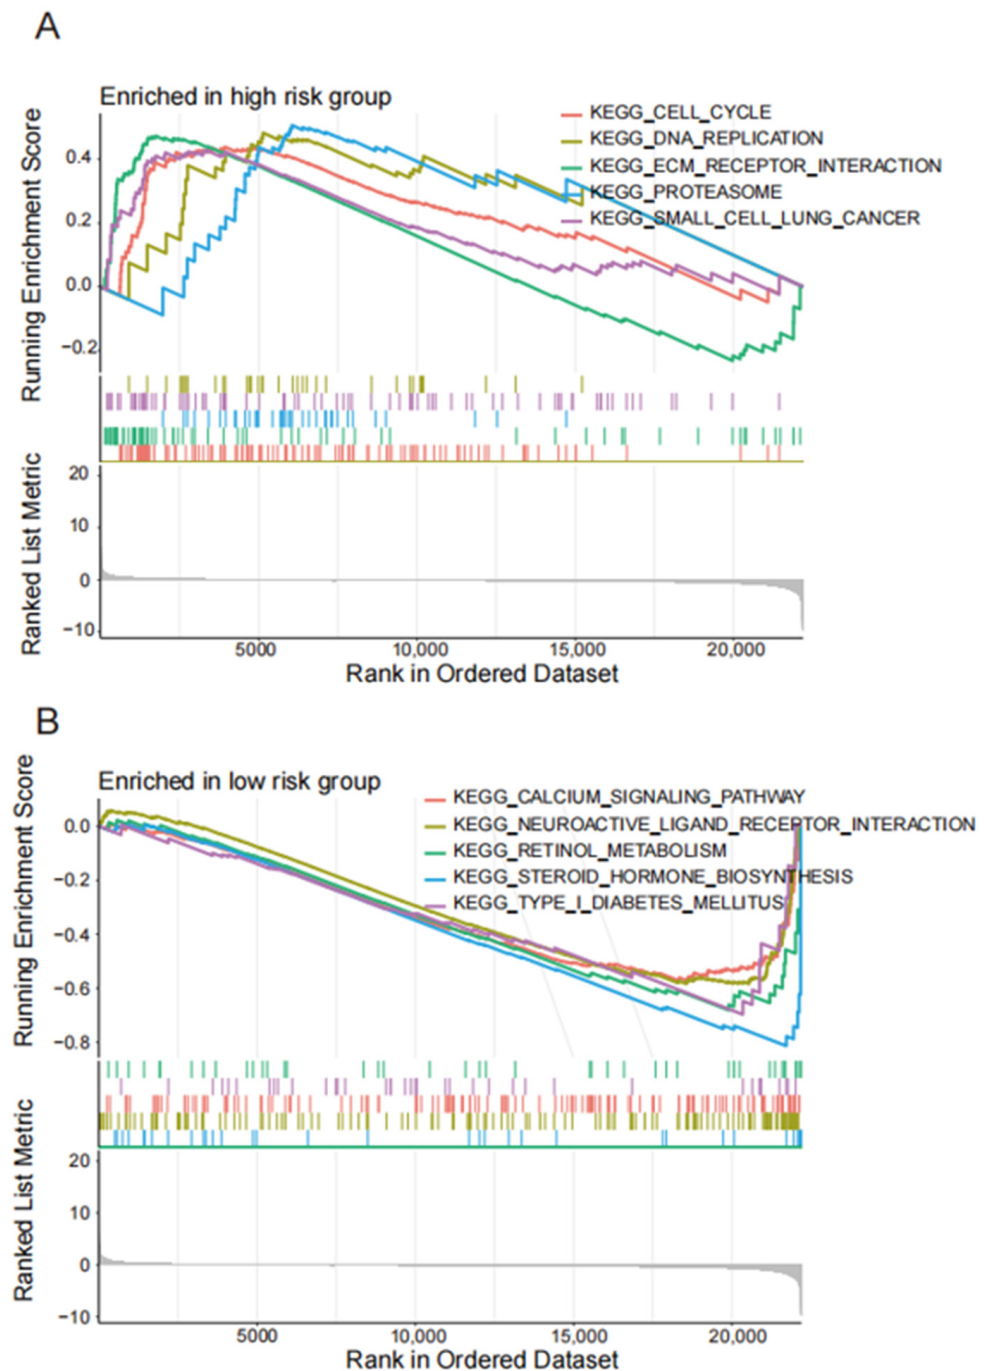 A
Enriched in high risk group
KEGG_CELL_CYCLE
KEGG_DNA_REPLICATION
KEGG_ECM_RECEPTOR_INTERACTION
KEGG_PROTEASOME
KEGG_SMALL_CELL_LUNG_CANCER
Running Enrichment Score
0.4
0.2
0.0
−0.2
Ranked List Metric
20
10
0
−10
5000 10,000 15,000 20,000
Rank in Ordered Dataset
B
Enriched in low risk group
KEGG_CALCIUM_SIGNALING_PATHWAY
KEGG_NEUROACTIVE_LIGAND_RECEPTOR_INTERACTION
KEGG_RETINOL_METABOLISM
KEGG_STEROID_HORMONE_BIOSYNTHESIS
KEGG_TYPE_I_DIABETES_MELLITUS
Running Enrichment Score
0.0
−0.2
−0.4
−0.6
−0.8
Ranked List Metric
20
10
0
−10
5000 10,000 15,000 20,000
Rank in Ordered Dataset